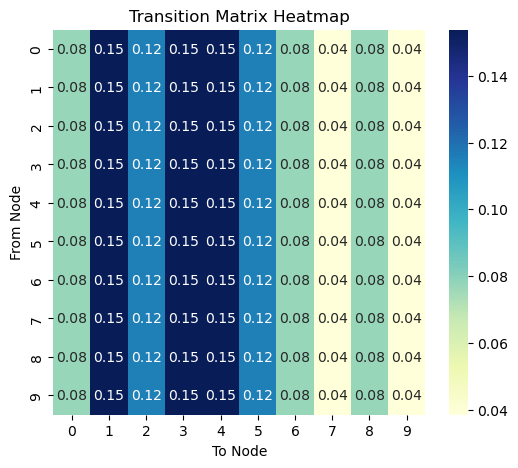 Transition Matrix Heatmap
0 0.08 0.15 0.12 0.15 0.15 0.12 0.08 0.04 0.08 0.04
1 0.08 0.15 0.12 0.15 0.15 0.12 0.08 0.04 0.08 0.04
2 0.08 0.15 0.12 0.15 0.15 0.12 0.08 0.04 0.08 0.04
3 0.08 0.15 0.12 0.15 0.15 0.12 0.08 0.04 0.08 0.04
4 0.08 0.15 0.12 0.15 0.15 0.12 0.08 0.04 0.08 0.04
5 0.08 0.15 0.12 0.15 0.15 0.12 0.08 0.04 0.08 0.04
6 0.08 0.15 0.12 0.15 0.15 0.12 0.08 0.04 0.08 0.04
7 0.08 0.15 0.12 0.15 0.15 0.12 0.08 0.04 0.08 0.04
8 0.08 0.15 0.12 0.15 0.15 0.12 0.08 0.04 0.08 0.04
9 0.08 0.15 0.12 0.15 0.15 0.12 0.08 0.04 0.08 0.04
0 1 2 3 4 5 6 7 8 9
To Node
From Node
0.14
0.12
0.10
0.08
0.06
0.04